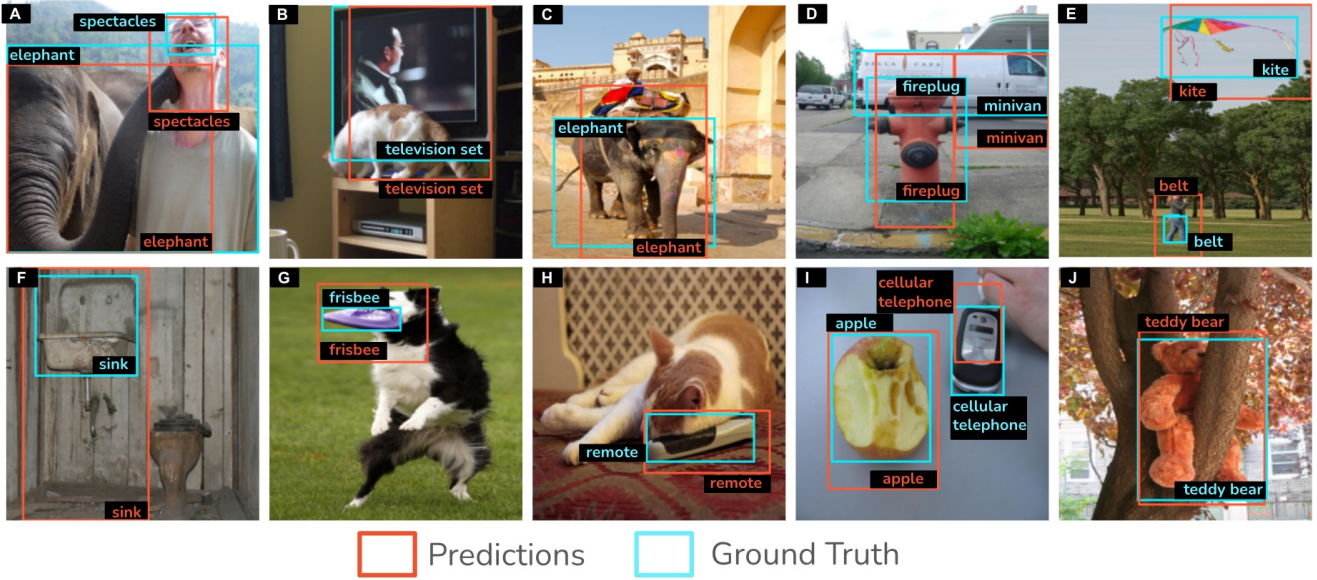 A
spectacles
elephant
spectacles
elephant
B
television set
television set
C
elephant
elephant
D
fireplug
minivan
minivan
fireplug
E
kite
kite
belt
belt
F
sink
sink
G
frisbee
frisbee
H
remote
remote
I
cellular
telephone
apple
cellular
telephone
apple
J
teddy bear
teddy bear
Predictions
Ground Truth